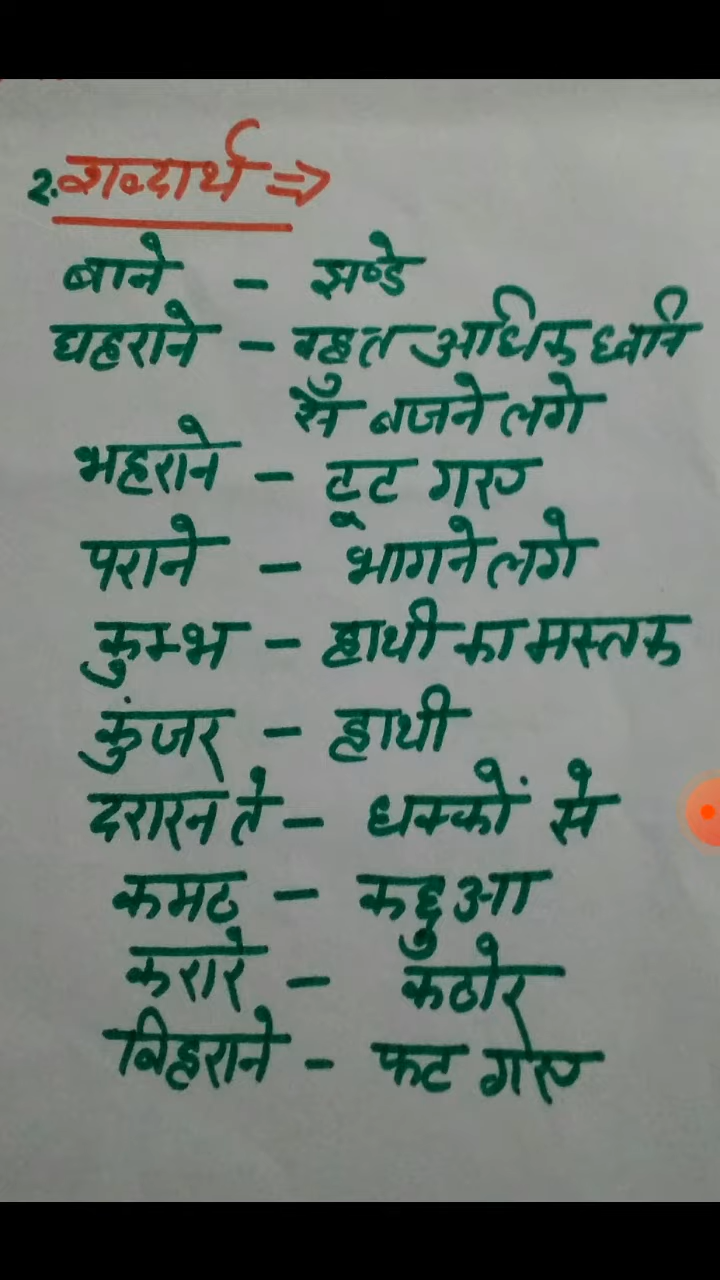 2. शब्दार्थ ⇒
बाने - झण्डे
घहराने - बहुत अधिक ध्वनि
से बजने लगे
भहराने - टूट गए
पराने - भागने लगे
कुम्भ - हाथी का मस्तक
कुंजर - हाथी
दरारन ते - धक्कों से
कमठ - कछुआ
करारे - कठोर
विहराने - फट गए